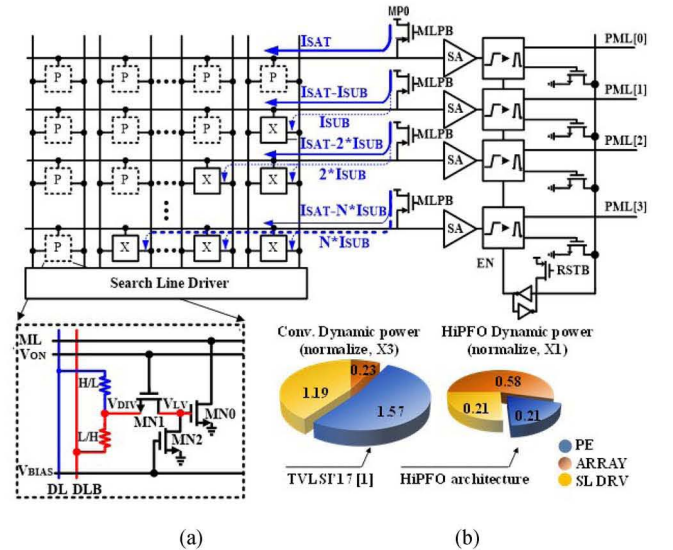 MP0
ISAT
MLPB
SA
PML[0]
P P P P
ISAT-ISUB
MLPB
SA
PML[1]
ISUB
P P P X
ISAT-2*ISUB
MLPB
SA
PML[2]
2*ISUB
P P X X
ISAT-N*ISUB
MLPB
SA
PML[3]
N*ISUB
P X X X
EN
RSTB
Search Line Driver
ML
VON
H/L
VDIV
VLV
MN1
MN0
L/H
MN2
VBIAS
DL DLB
Conv. Dynamic power
(normalize, X3)
0.23
1.19
1.57
TVLSI'17 [1]
HiPFO Dynamic power
(normalize, X1)
0.58
0.21
0.21
HiPFO architecture
PE
ARRAY
SL DRV
(a)
(b)